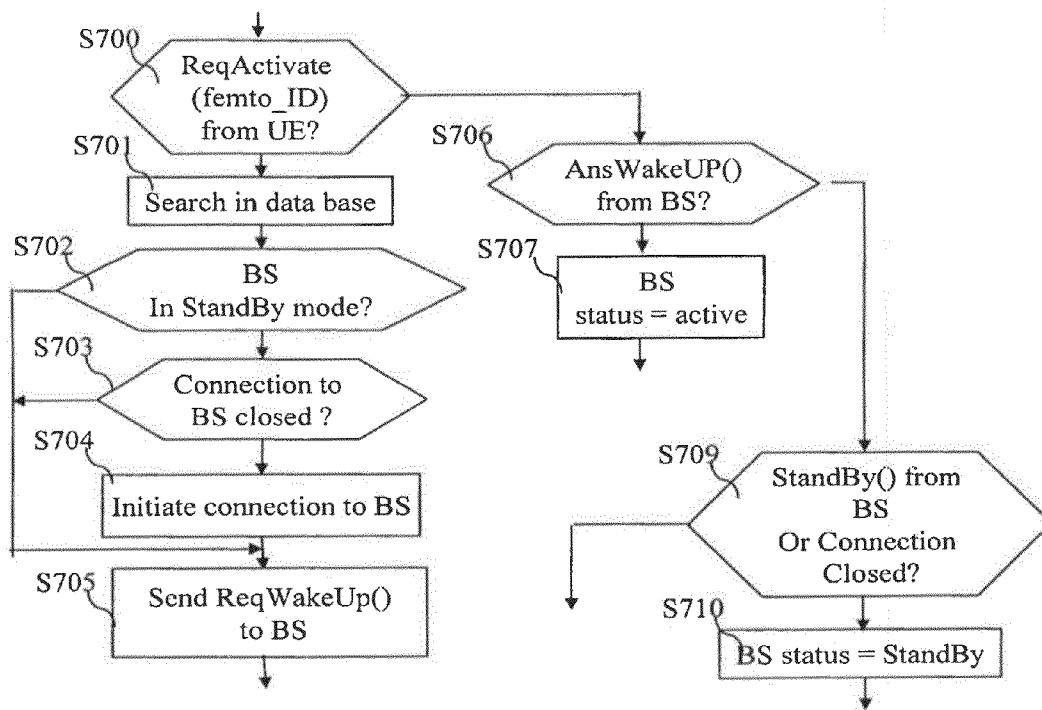 S700
ReqActivate
(femto_ID)
from UE?
S701
Search in data base
S702
BS
In StandBy mode?
S703
Connection to
BS closed ?
S704
Initiate connection to BS
S705
Send ReqWakeUp()
to BS
S706
AnsWakeUP()
from BS?
S707
BS
status = active
S709
StandBy() from
BS
Or Connection
Closed?
S710
BS status = StandBy